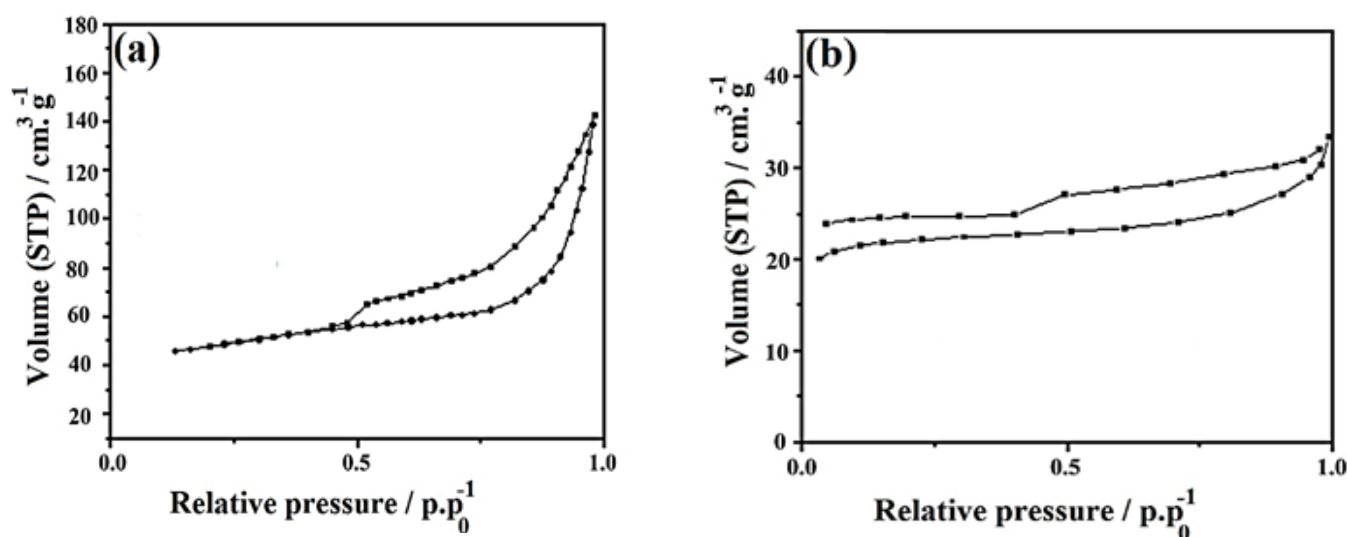 (a)
180
160
140
120
100
80
60
40
20
0.0 0.5 1.0
Volume (STP) / cm.³ g⁻¹
Relative pressure / p.p₀⁻¹
(b)
40
30
20
10
0
0.0 0.5 1.0
Volume (STP) / cm.³ g⁻¹
Relative pressure / p.p₀⁻¹